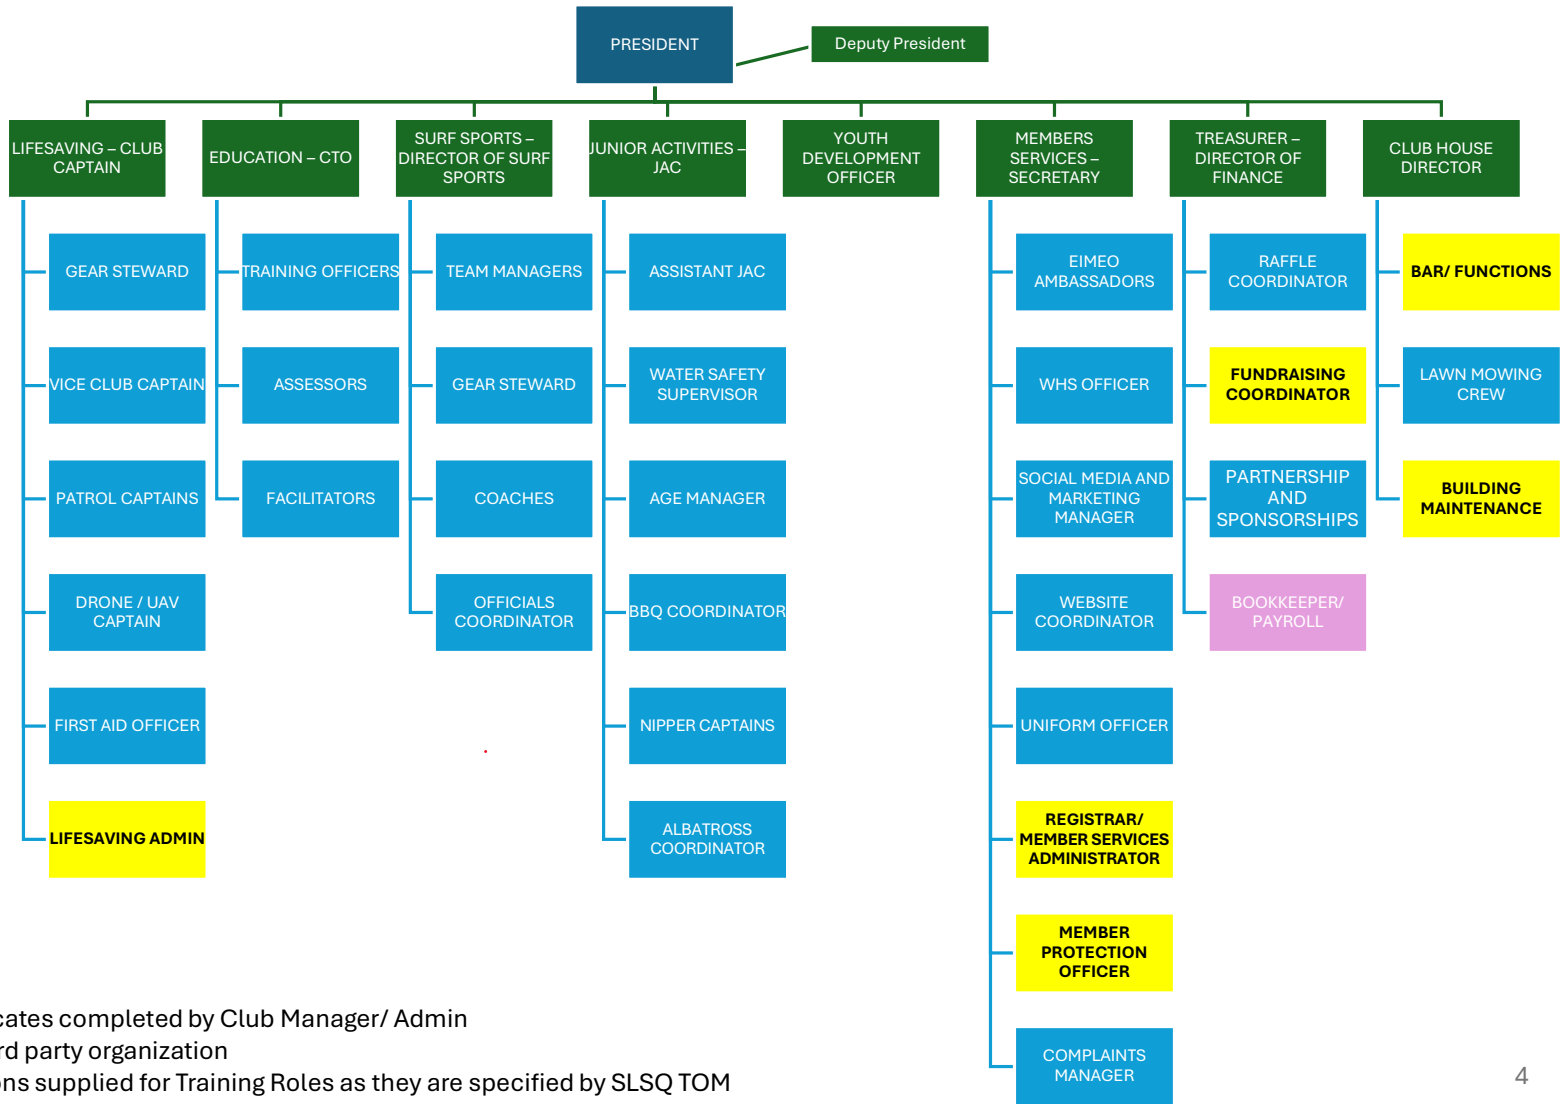 PRESIDENT
Deputy President
LIFESAVING – CLUB
CAPTAIN
EDUCATION – CTO
SURF SPORTS –
DIRECTOR OF SURF
SPORTS
JUNIOR ACTIVITIES –
JAC
YOUTH
DEVELOPMENT
OFFICER
MEMBERS
SERVICES –
SECRETARY
TREASURER –
DIRECTOR OF
FINANCE
CLUB HOUSE
DIRECTOR
GEAR STEWARD
VICE CLUB CAPTAIN
PATROL CAPTAINS
DRONE / UAV
CAPTAIN
FIRST AID OFFICER
LIFESAVING ADMIN
TRAINING OFFICERS
ASSESSORS
FACILITATORS
TEAM MANAGERS
GEAR STEWARD
COACHES
OFFICIALS
COORDINATOR
ASSISTANT JAC
WATER SAFETY
SUPERVISOR
AGE MANAGER
BBQ COORDINATOR
NIPPER CAPTAINS
ALBATROSS
COORDINATOR
EIMEO
AMBASSADORS
WHS OFFICER
SOCIAL MEDIA AND
MARKETING
MANAGER
WEBSITE
COORDINATOR
UNIFORM OFFICER
REGISTRAR/
MEMBER SERVICES
ADMINISTRATOR
MEMBER
PROTECTION
OFFICER
COMPLAINTS
MANAGER
RAFFLE
COORDINATOR
FUNDRAISING
COORDINATOR
PARTNERSHIP
AND
SPONSORSHIPS
BOOKKEEPER/
PAYROLL
BAR/ FUNCTIONS
LAWN MOWING
CREW
BUILDING
MAINTENANCE
cates completed by Club Manager/ Admin
rd party organization
ons supplied for Training Roles as they are specified by SLSQ TOM
4